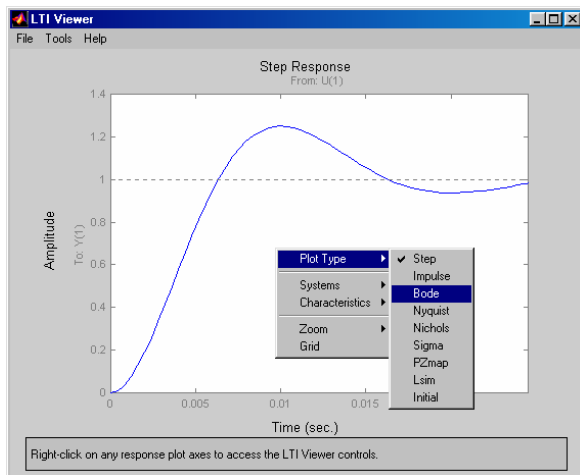 LTI Viewer
File Tools Help
Step Response
From: U(1)
Amplitude
To: Y(1)
1.4
1.2
1
0.8
0.6
0.4
0.2
0
0
0.005
0.01
0.015
Time (sec.)
Plot Type
Systems
Characteristics
Zoom
Grid
Step
Impulse
Bode
Nyquist
Nichols
Sigma
PZmap
Lsim
Initial
Right-click on any response plot axes to access the LTI Viewer controls.